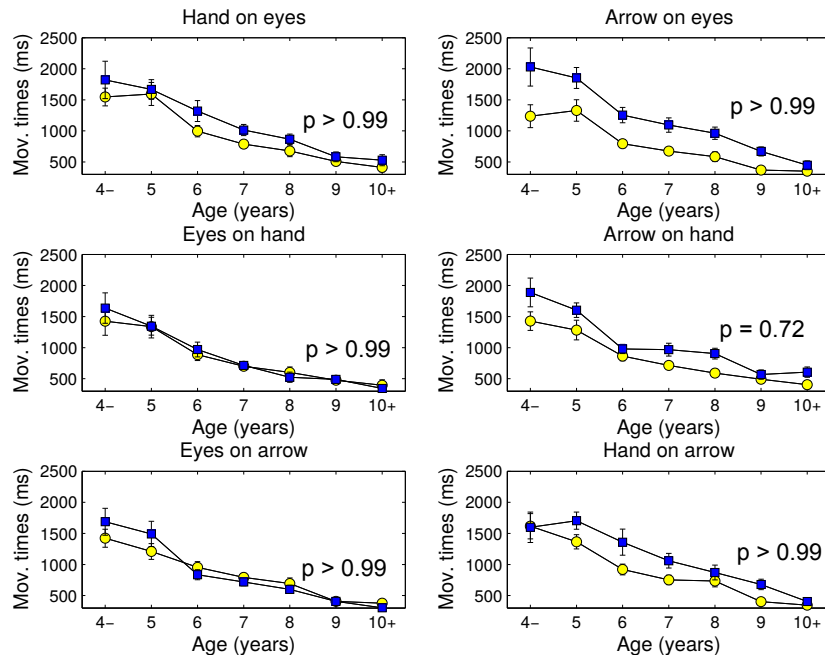 Hand on eyes
Mov. times (ms)
2500
2000
1500
1000
500
p > 0.99
4− 5 6 7 8 9 10+
Age (years)
Arrow on eyes
Mov. times (ms)
2500
2000
1500
1000
500
p > 0.99
4− 5 6 7 8 9 10+
Age (years)
Eyes on hand
Mov. times (ms)
2500
2000
1500
1000
500
p > 0.99
4− 5 6 7 8 9 10+
Age (years)
Arrow on hand
Mov. times (ms)
2500
2000
1500
1000
500
p = 0.72
4− 5 6 7 8 9 10+
Age (years)
Eyes on arrow
Mov. times (ms)
2500
2000
1500
1000
500
p > 0.99
4− 5 6 7 8 9 10+
Age (years)
Hand on arrow
Mov. times (ms)
2500
2000
1500
1000
500
p > 0.99
4− 5 6 7 8 9 10+
Age (years)